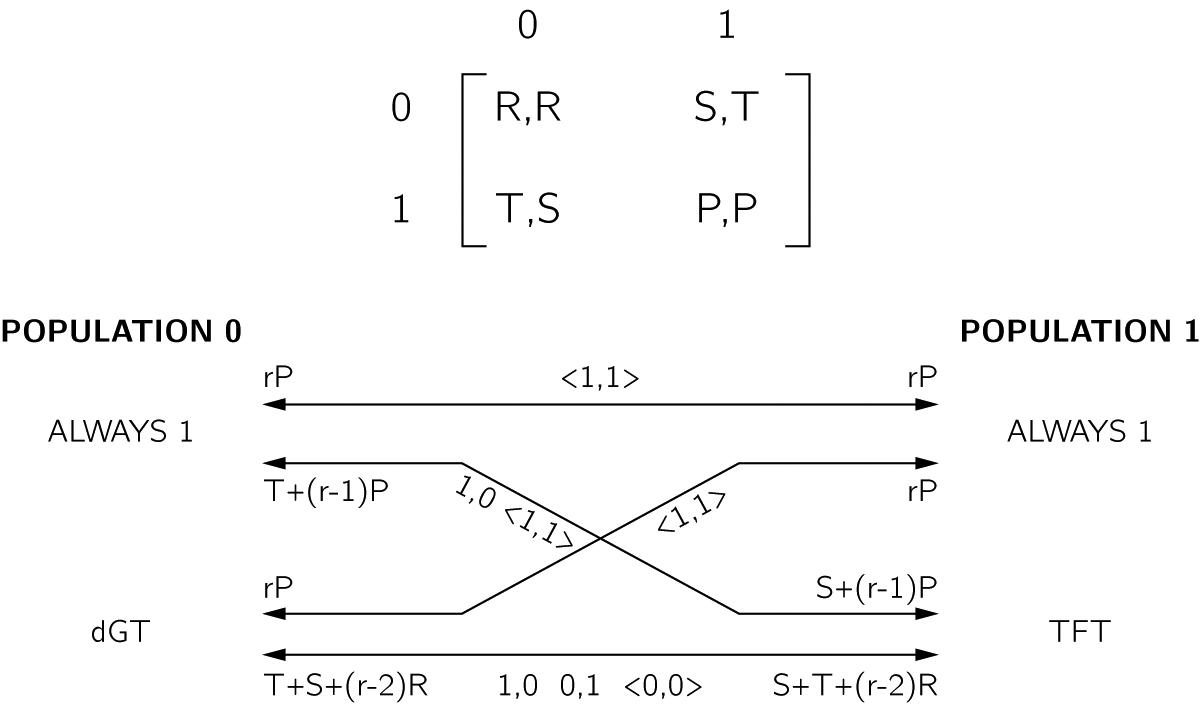 0 1
0 R,R S,T
1 T,S P,P
POPULATION 0 POPULATION 1
rP <1,1> rP
ALWAYS 1 ALWAYS 1
T+(r-1)P 1,0 <1,1> <1,1> rP
rP S+(r-1)P
dGT TFT
T+S+(r-2)R 1,0 0,1 <0,0> S+T+(r-2)R